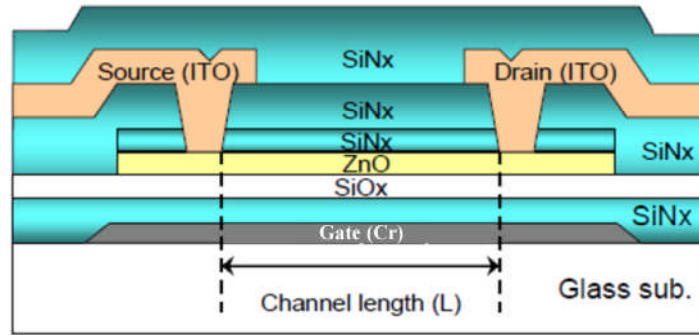 SiNx
Source (ITO)
Drain (ITO)
SiNx
SiNx
SiNx
ZnO
SiOx
SiNx
Gate (Cr)
Glass sub.
Channel length (L)